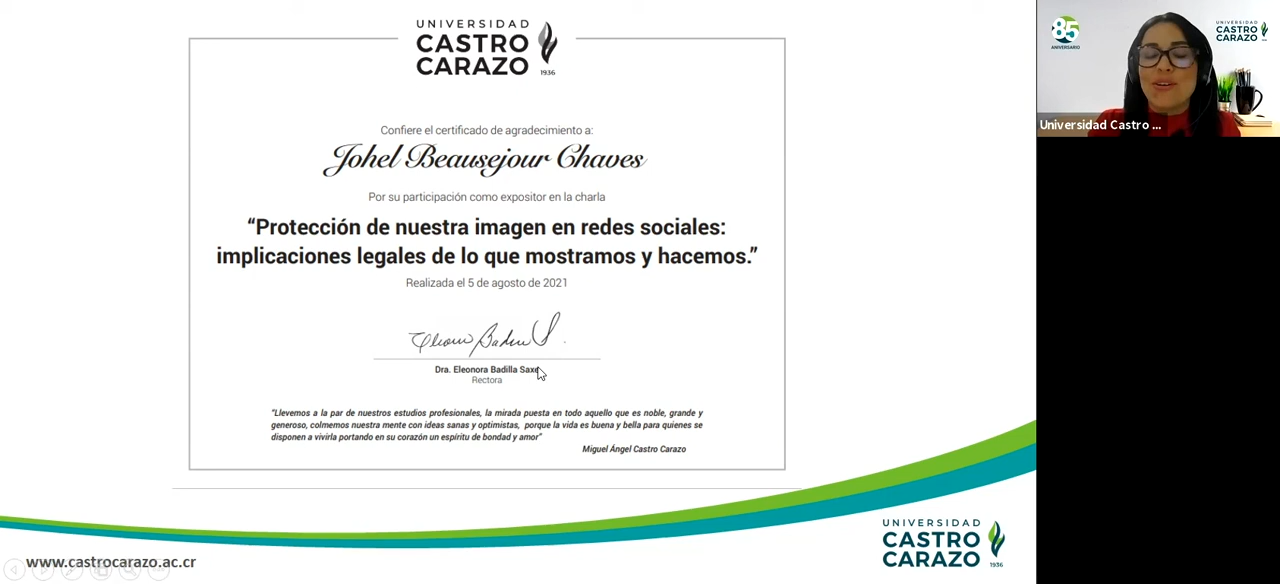 UNIVERSIDAD
CASTRO
CARAZO
1936
Confiere el certificado de agradecimiento a:
Johel Beausejour Chaves
Por su participación como expositor en la charla
“Protección de nuestra imagen en redes sociales:
implicaciones legales de lo que mostramos y hacemos.”
Realizada el 5 de agosto de 2021
Dra. Eleonora Badilla Saxe
Rectora
“Llevemos a la par de nuestros estudios profesionales, la mirada puesta en todo aquello que es noble, grande y
generoso, colmemos nuestra mente con ideas sanas y optimistas, porque la vida es buena y bella para quienes se
disponen a vivirla portando en su corazón un espíritu de bondad y amor”
Miguel Ángel Castro Carazo
www.castrocarazo.ac.cr
UNIVERSIDAD
CASTRO
CARAZO
1936
85
ANIVERSARIO
UNIVERSIDAD
CASTRO
CARAZO
Universidad Castro ...